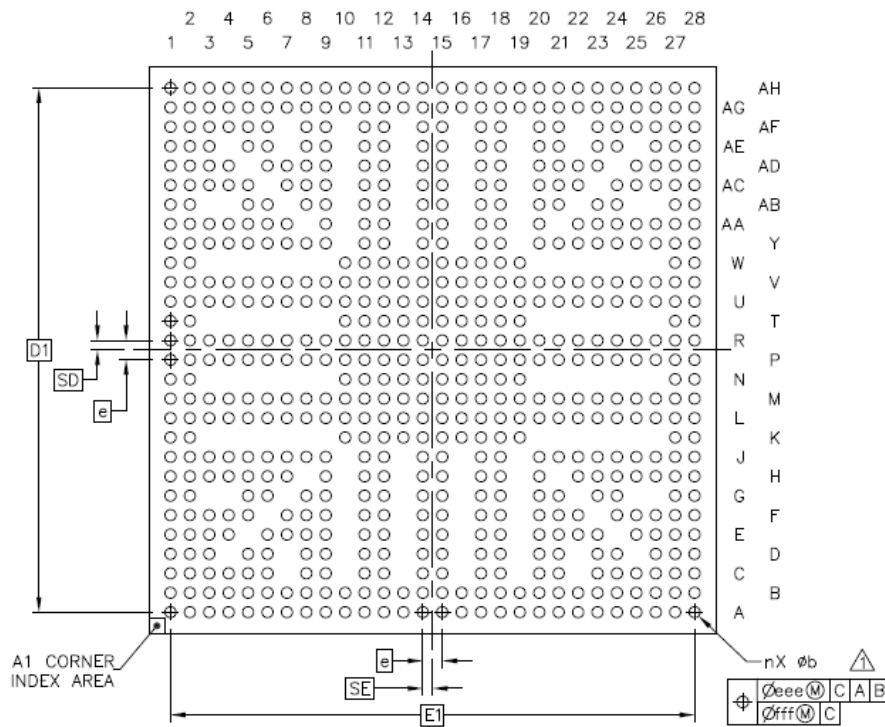 2 4 6 8 10 12 14 16 18 20 22 24 26 28
1 3 5 7 9 11 13 15 17 19 21 23 25 27
AH
AG
AF
AE
AD
AC
AB
AA
Y
W
V
U
T
R
P
N
M
L
K
J
H
G
F
E
D
C
B
A
D1
SD
e
A1 CORNER
INDEX AREA
e
SE
E1
nX øb 1
Øeee Ⓜ C A B
Øfff Ⓜ C